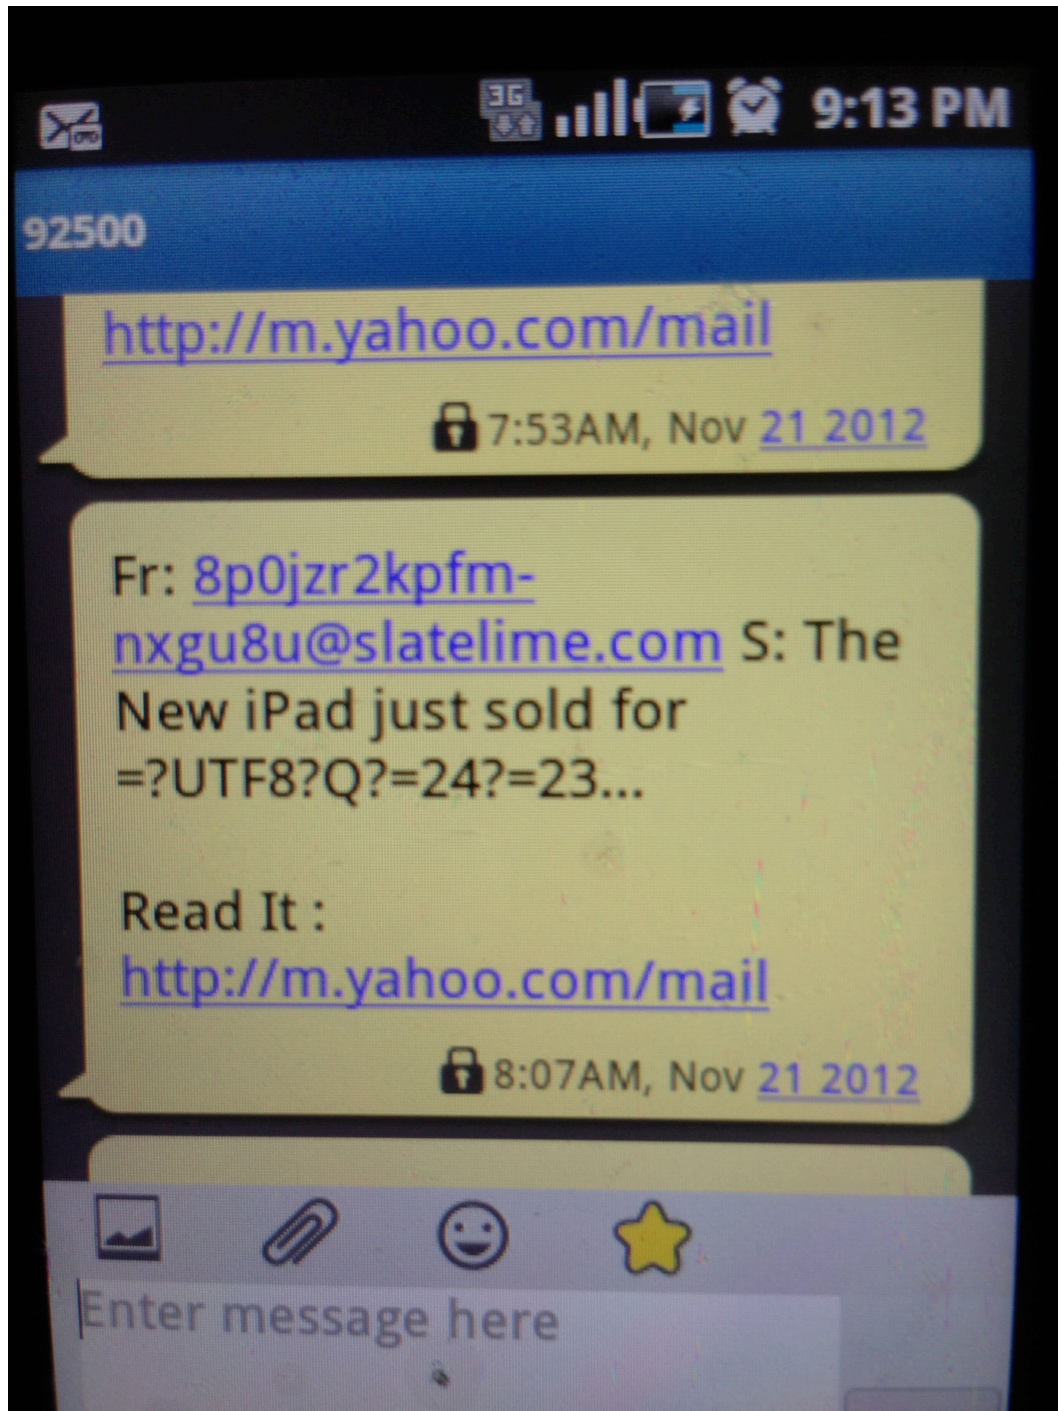 3G 9:13 PM
92500
http://m.yahoo.com/mail
7:53AM, Nov 21 2012
Fr: 8p0jzr2kpfm-
nxgu8u@slatelime.com S: The
New iPad just sold for
=?UTF8?Q?=24?=23...
Read It :
http://m.yahoo.com/mail
8:07AM, Nov 21 2012
Enter message here